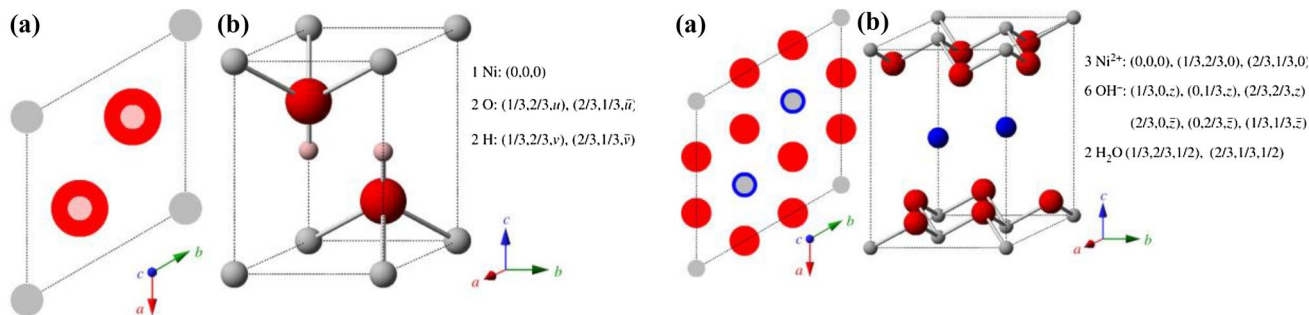 (a)
(b)
1 Ni: (0,0,0)
2 O: (1/3,2/3,u), (2/3,1/3,ū)
2 H: (1/3,2/3,v), (2/3,1/3,v̄)
c
b
a
c
b
a
(a)
(b)
3 Ni²⁺: (0,0,0), (1/3,2/3,0), (2/3,1/3,0)
6 OH⁻: (1/3,0,z), (0,1/3,z), (2/3,2/3,z)
(2/3,0,z̄), (0,2/3,z̄), (1/3,1/3,z̄)
2 H₂O (1/3,2/3,1/2), (2/3,1/3,1/2)
c
b
a
c
b
a